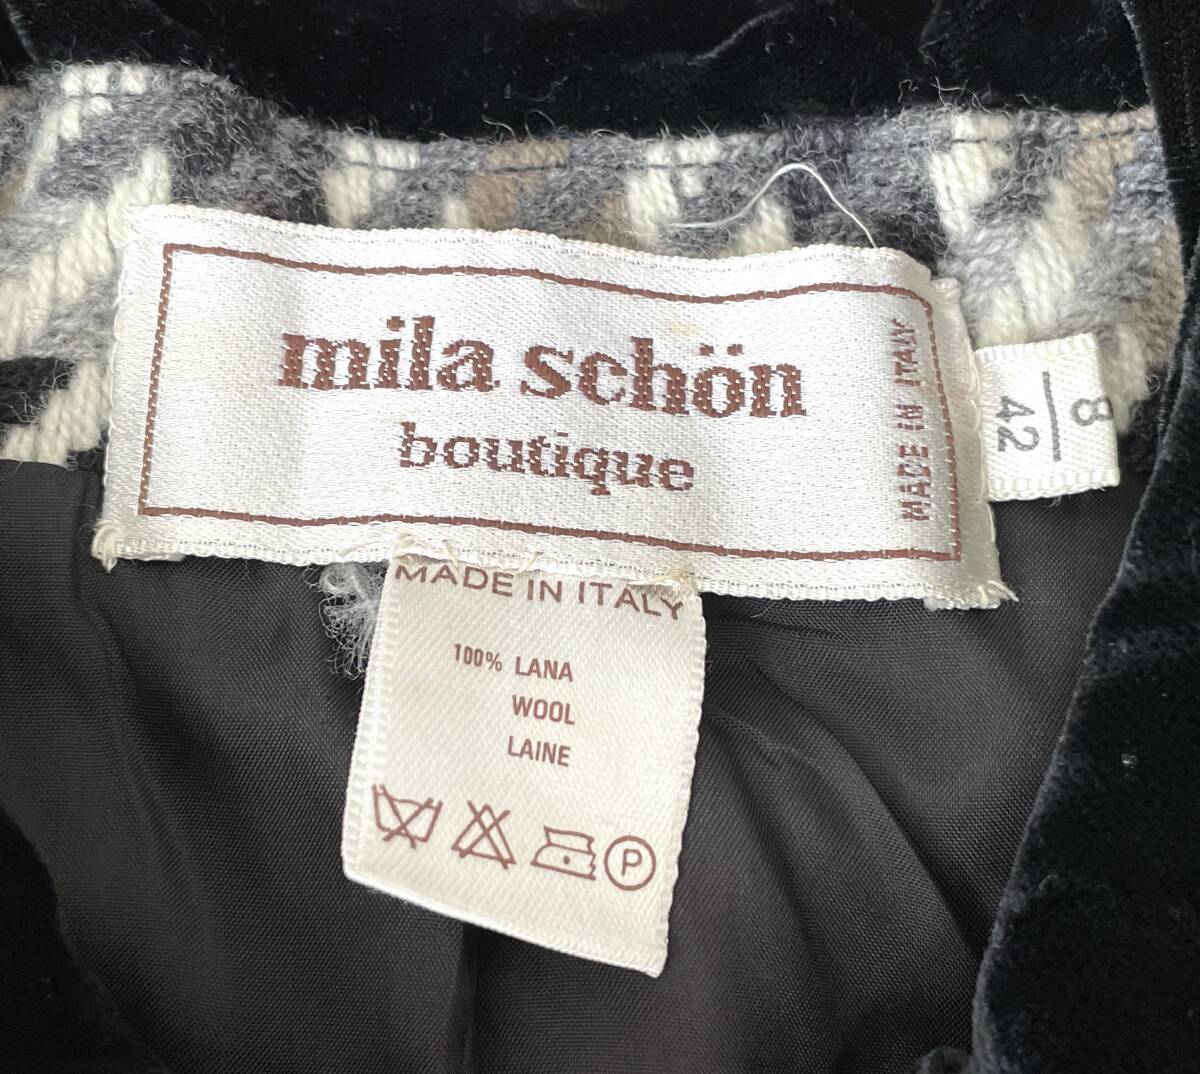 mila schön
boutique
MADE IN ITALY
8
42
MADE IN ITALY
100% LANA
WOOL
LAINE
P